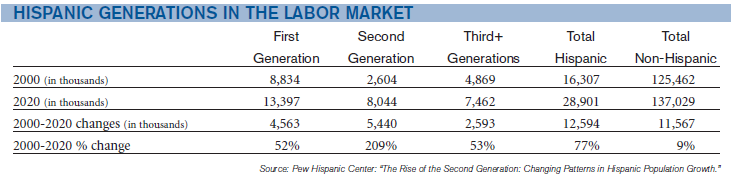 HISPANIC GENERATIONS IN THE LABOR MARKET
First Second Third+ Total Total
Generation Generation Generations Hispanic Non-Hispanic
2000 (in thousands) 8,834 2,604 4,869 16,307 125,462
2020 (in thousands) 13,397 8,044 7,462 28,901 137,029
2000-2020 changes (in thousands) 4,563 5,440 2,593 12,594 11,567
2000-2020 % change 52% 209% 53% 77% 9%
Source: Pew Hispanic Center: “The Rise of the Second Generation: Changing Patterns in Hispanic Population Growth.”